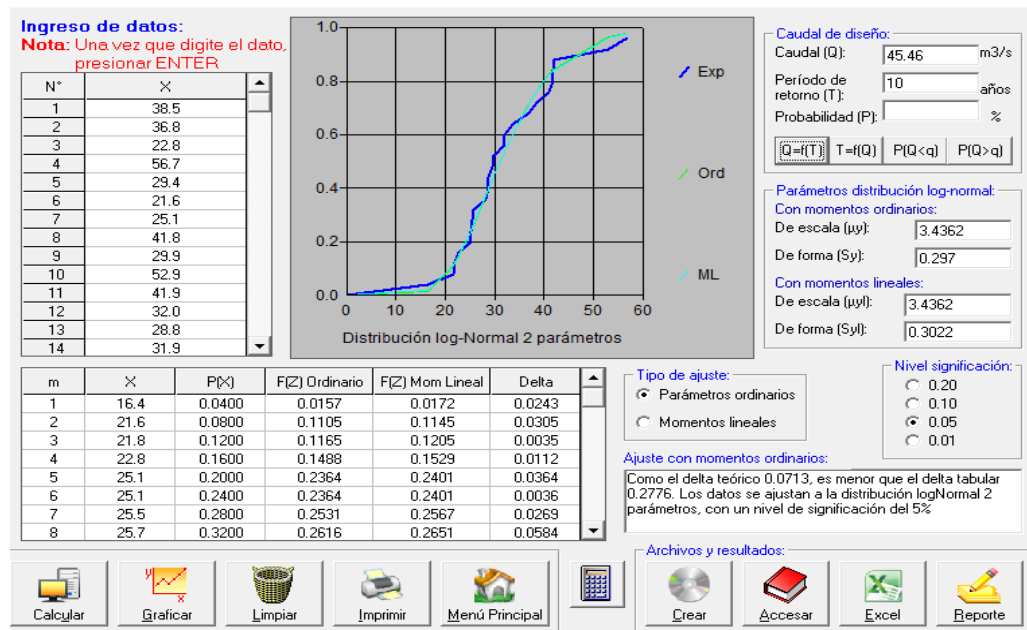 Ingreso de datos:
Nota: Una vez que digite el dato,
presionar ENTER
N° X
1 38.5
2 36.8
3 22.8
4 56.7
5 29.4
6 21.6
7 25.1
8 41.8
9 29.9
10 52.9
11 41.9
12 32.0
13 28.8
14 31.9
1.0
0.8
0.6
0.4
0.2
0.0
0 10 20 30 40 50 60
Distribución log-Normal 2 parámetros
Exp
Ord
ML
Caudal de diseño:
Caudal (Q): 45.46 m3/s
Período de
retorno (T): 10 años
Probabilidad (P): %
Q=f(T) T=f(Q) P(Q<q) P(Q>q)
Parámetros distribución log-normal:
Con momentos ordinarios:
De escala (μy): 3.4362
De forma (Sy): 0.297
Con momentos lineales:
De escala (μyl): 3.4362
De forma (Syl): 0.3022
m X P(X) F(Z) Ordinario F(Z) Mom Lineal Delta
1 16.4 0.0400 0.0157 0.0172 0.0243
2 21.6 0.0800 0.1105 0.1145 0.0305
3 21.8 0.1200 0.1165 0.1205 0.0035
4 22.8 0.1600 0.1488 0.1529 0.0112
5 25.1 0.2000 0.2364 0.2401 0.0364
6 25.1 0.2400 0.2364 0.2401 0.0036
7 25.5 0.2800 0.2531 0.2567 0.0269
8 25.7 0.3200 0.2616 0.2651 0.0584
Tipo de ajuste:
Parámetros ordinarios
Momentos lineales
Nivel significación:
0.20
0.10
0.05
0.01
Ajuste con momentos ordinarios:
Como el delta teórico 0.0713, es menor que el delta tabular
0.2776. Los datos se ajustan a la distribución logNormal 2
parámetros, con un nivel de significación del 5%
Archivos y resultados:
y
x
Calcular Graficar Limpiar Imprimir Menú Principal Crear Accesar Excel Reporte